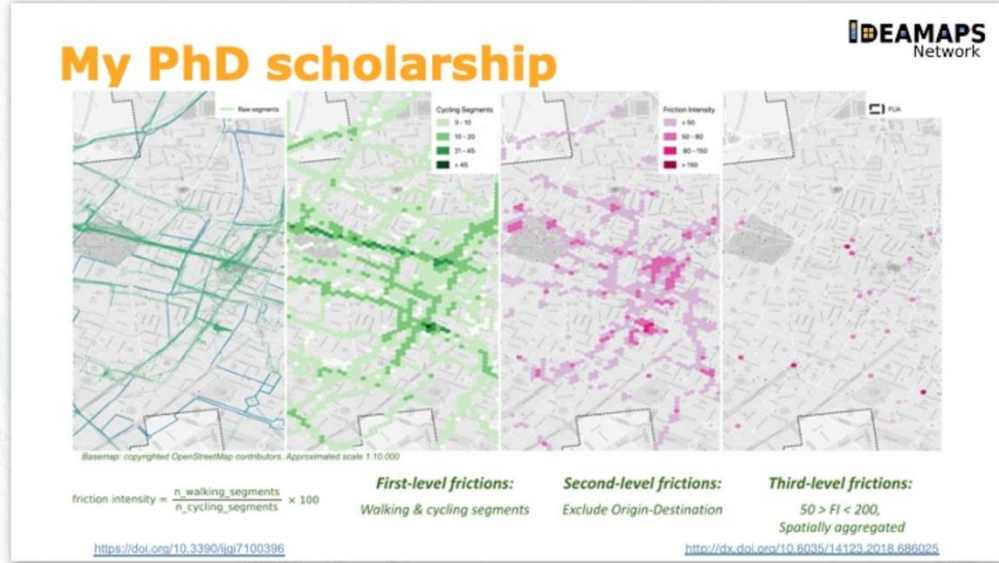 IDEAMAPS
Network
My PhD scholarship
Raw segments
Cycling Segments
3 - 10
10 - 20
21 - 45
> 45
Friction Intensity
< 50
50 - 80
80 - 150
> 150
FUA
Basemap: copyrighted OpenStreetMap contributors. Approximated scale 1:10.000
friction intensity = n_walking_segments / n_cycling_segments × 100
First-level frictions:
Walking & cycling segments
Second-level frictions:
Exclude Origin-Destination
Third-level frictions:
50 > FI < 200,
Spatially aggregated
https://doi.org/10.3390/ijgi7100396
http://dx.doi.org/10.6035/14123.2018.686025